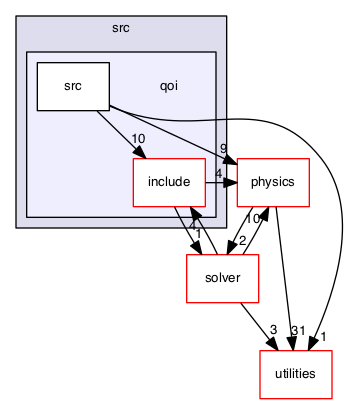 src
src
qoi
10
9
include
4
physics
4
1
10
2
solver
3
31
1
utilities